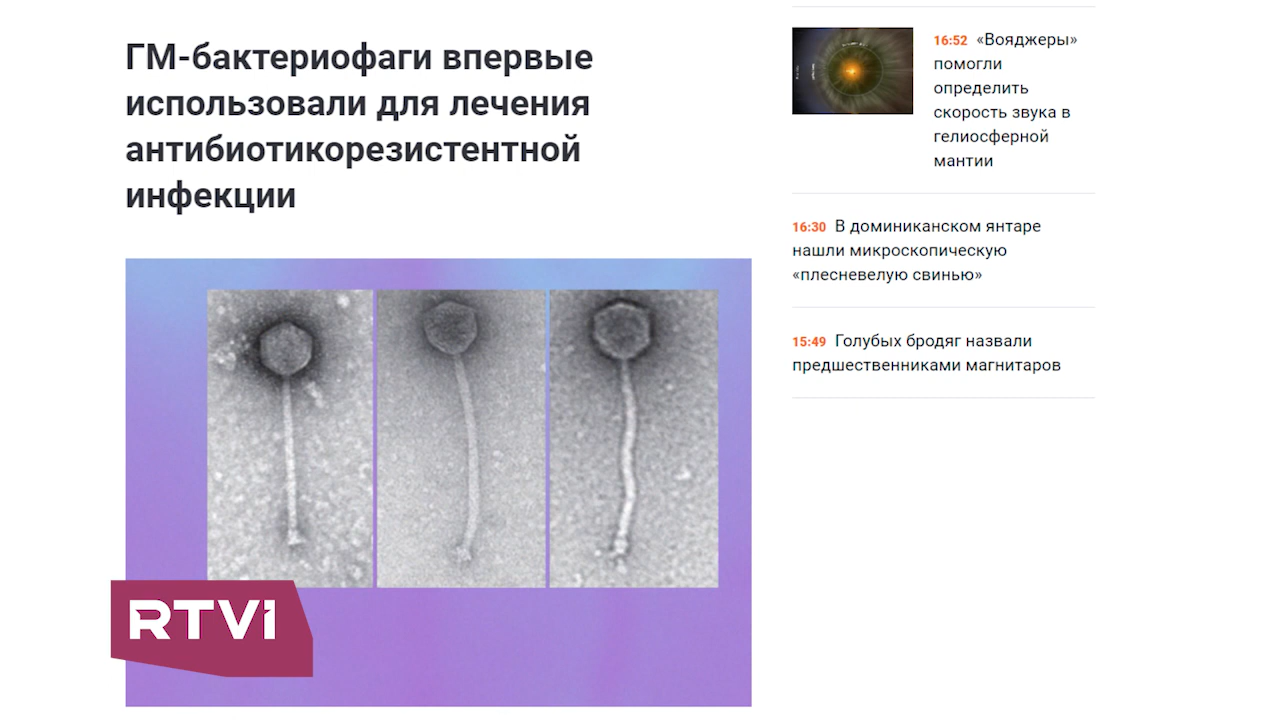 ГМ-бактериофаги впервые
использовали для лечения
антибиотикорезистентной
инфекции
RTVI
16:52 «Вояджеры»
помогли
определить
скорость звука в
гелиосферной
мантии
16:30 В доминиканском янтаре
нашли микроскопическую
«плесневелую свинью»
15:49 Голубых бродяг назвали
предшественниками магнитаров